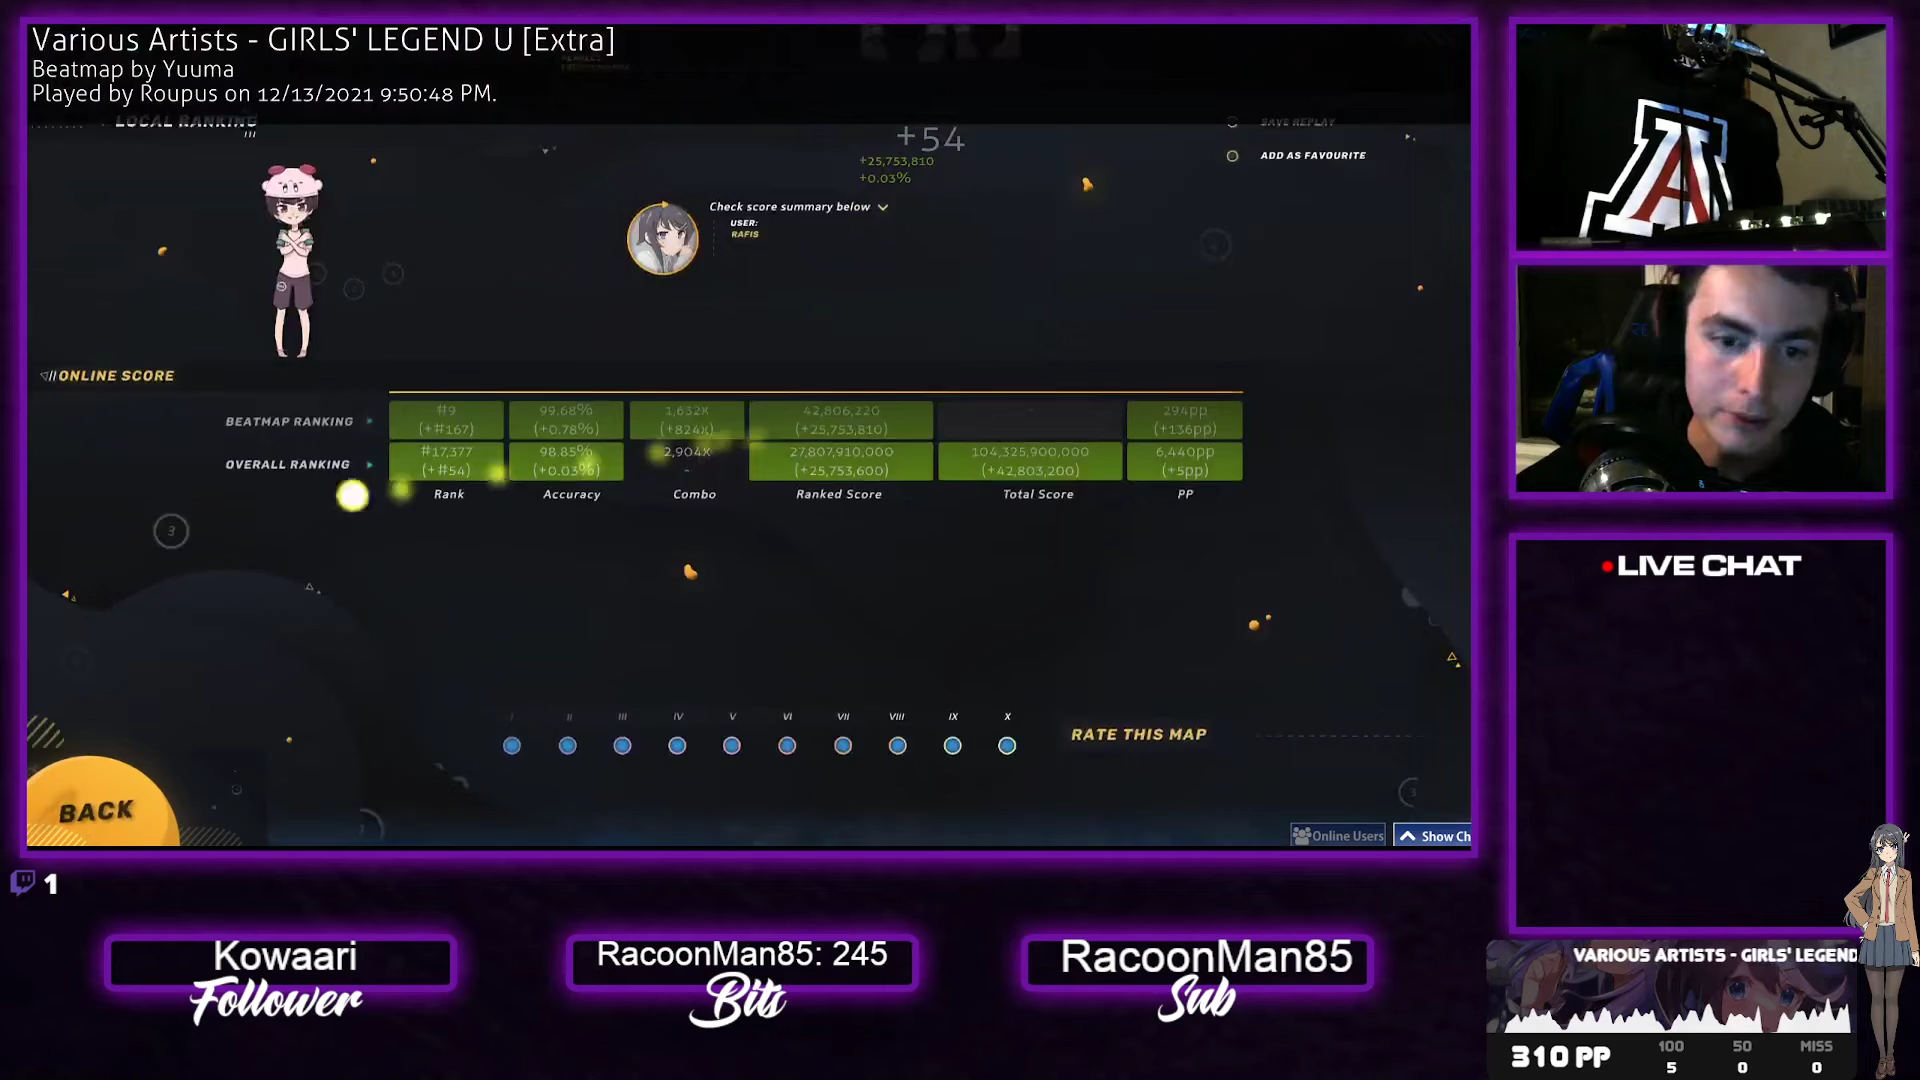 Various Artists - GIRLS' LEGEND U [Extra]
Beatmap by Yuuma
Played by Roupus on 12/13/2021 9:50:48 PM.
LOCAL RANKING
+54
+25,753,810
+0.03%
SAVE REPLAY
ADD AS FAVOURITE
Check score summary below
USER:
RAFIS
A
ONLINE SCORE
BEATMAP RANKING
#9
(+#167)
99.68%
(+0.78%)
1,632x
(+824x)
42,806,220
(+25,753,810)
-
294pp
(+136pp)
OVERALL RANKING
#17,377
(+#54)
98.85%
(+0.03%)
2,904x
-
27,807,910,000
(+25,753,600)
104,325,900,000
(+42,803,200)
6,440pp
(+5pp)
Rank
Accuracy
Combo
Ranked Score
Total Score
PP
3
I II III IV V VI VII VIII IX X
RATE THIS MAP
BACK
Online Users
Show Ch
LIVE CHAT
1
Kowaari
Follower
RacoonMan85: 245
Bits
RacoonMan85
Sub
VARIOUS ARTISTS - GIRLS' LEGEND
310 PP
100
5
50
0
MISS
0